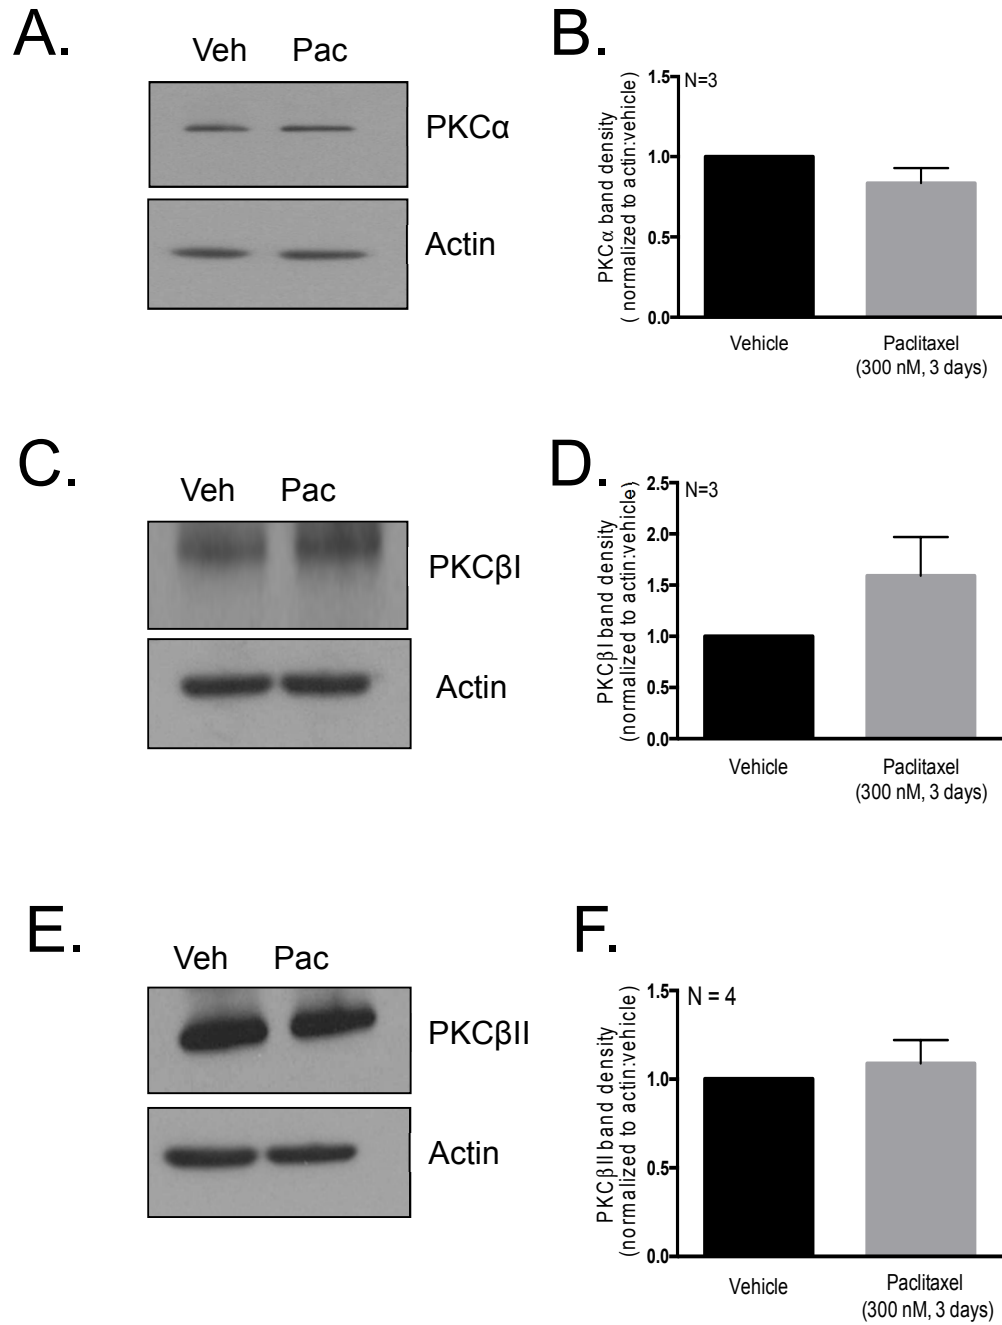 A.
Veh Pac
PKCα
Actin
B.
PKCα band density
( normalized to actin:vehicle)
1.5
1.0
0.5
0.0
N=3
Vehicle
Paclitaxel
(300 nM, 3 days)
C.
Veh Pac
PKCβI
Actin
D.
PKCβI band density
(normalized to actin:vehicle)
2.5
2.0
1.5
1.0
0.5
0.0
N=3
Vehicle
Paclitaxel
(300 nM, 3 days)
E.
Veh Pac
PKCβII
Actin
F.
PKCβII band density
(normalized to actin:vehicle)
1.5
1.0
0.5
0.0
N = 4
Vehicle
Paclitaxel
(300 nM, 3 days)